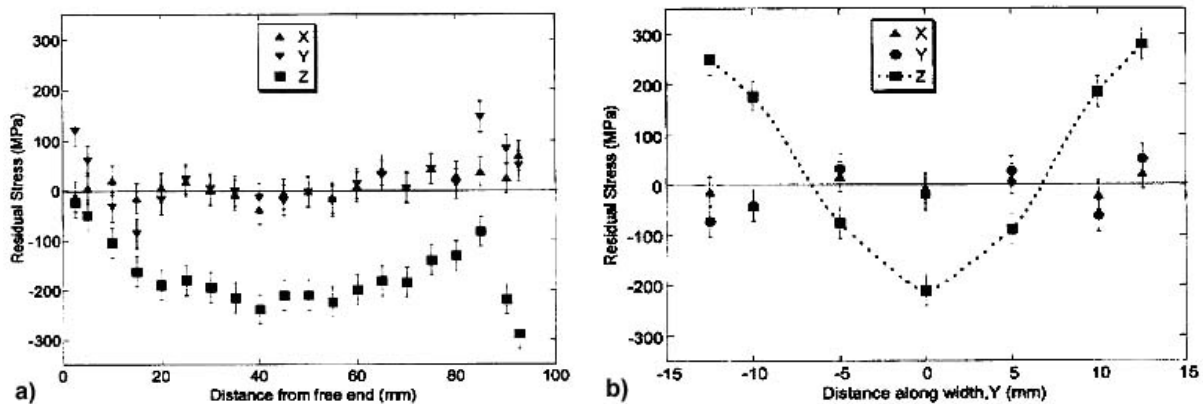 300
200
100
0
-100
-200
-300
Residual Stress (MPa)
X
Y
Z
0 20 40 60 80 100
Distance from free end (mm)
a)
300
200
100
0
-100
-200
-300
Residual Stress (MPa)
X
Y
Z
-15 -10 -5 0 5 10 15
Distance along width,Y (mm)
b)